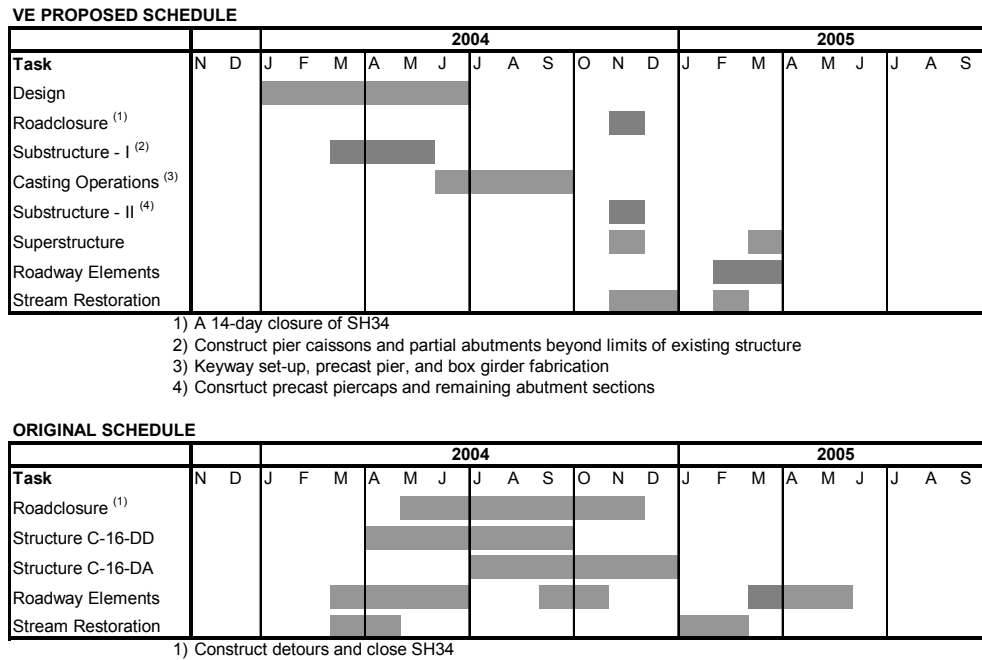 VE PROPOSED SCHEDULE
2004 2005
Task N D J F M A M J J A S O N D J F M A M J J A S
Design
Roadclosure (1)
Substructure - I (2)
Casting Operations (3)
Substructure - II (4)
Superstructure
Roadway Elements
Stream Restoration
1) A 14-day closure of SH34
2) Construct pier caissons and partial abutments beyond limits of existing structure
3) Keyway set-up, precast pier, and box girder fabrication
4) Consrtuct precast piercaps and remaining abutment sections
ORIGINAL SCHEDULE
2004 2005
Task N D J F M A M J J A S O N D J F M A M J J A S
Roadclosure (1)
Structure C-16-DD
Structure C-16-DA
Roadway Elements
Stream Restoration
1) Construct detours and close SH34